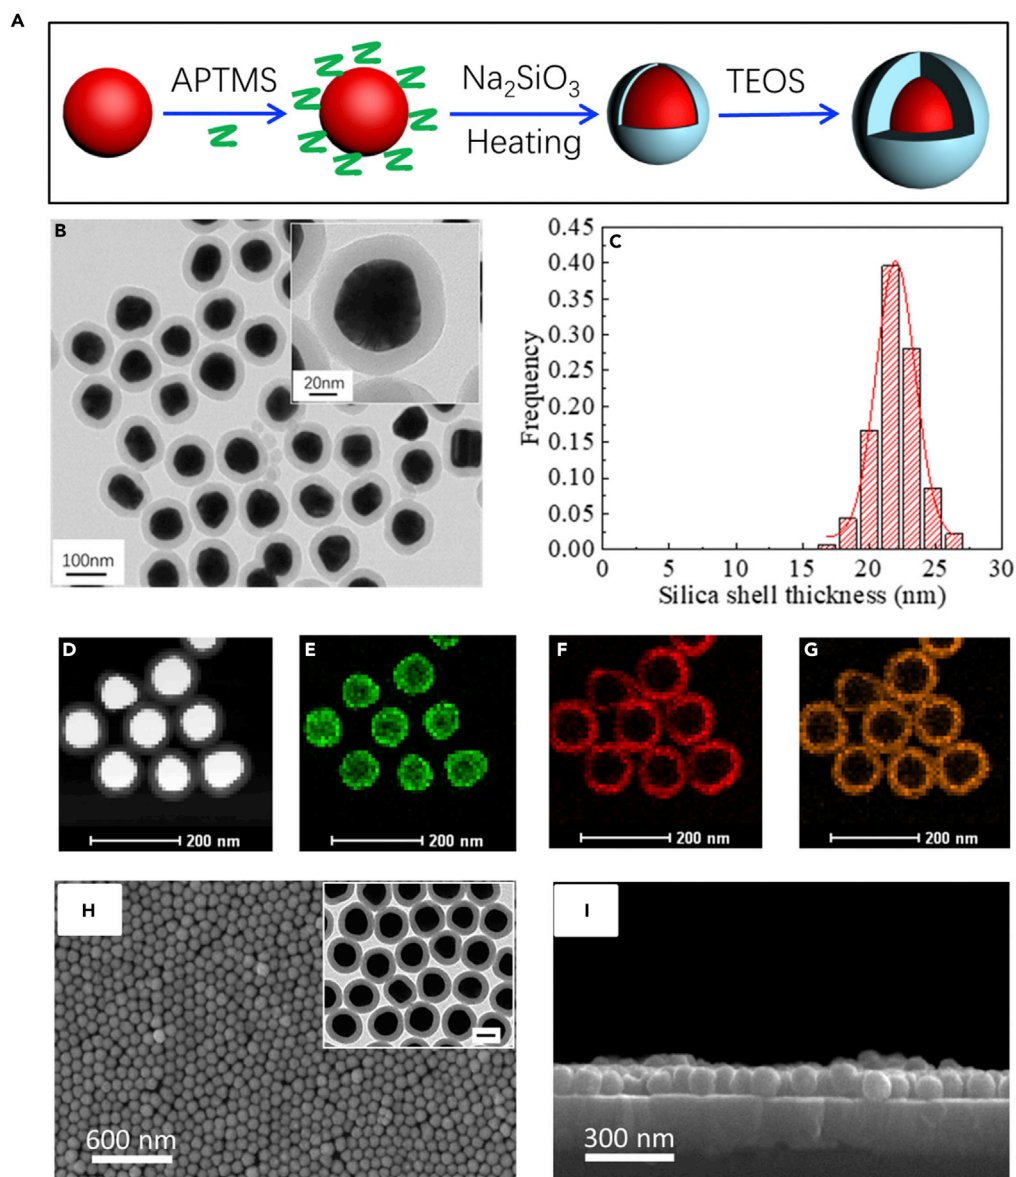 A
APTMS
Na₂SiO₃
Heating
TEOS
B
20nm
100nm
C
0.45
0.40
0.35
0.30
0.25
0.20
0.15
0.10
0.05
0.00
Frequency
0 5 10 15 20 25 30
Silica shell thickness (nm)
D
200 nm
E
200 nm
F
200 nm
G
200 nm
H
600 nm
I
300 nm